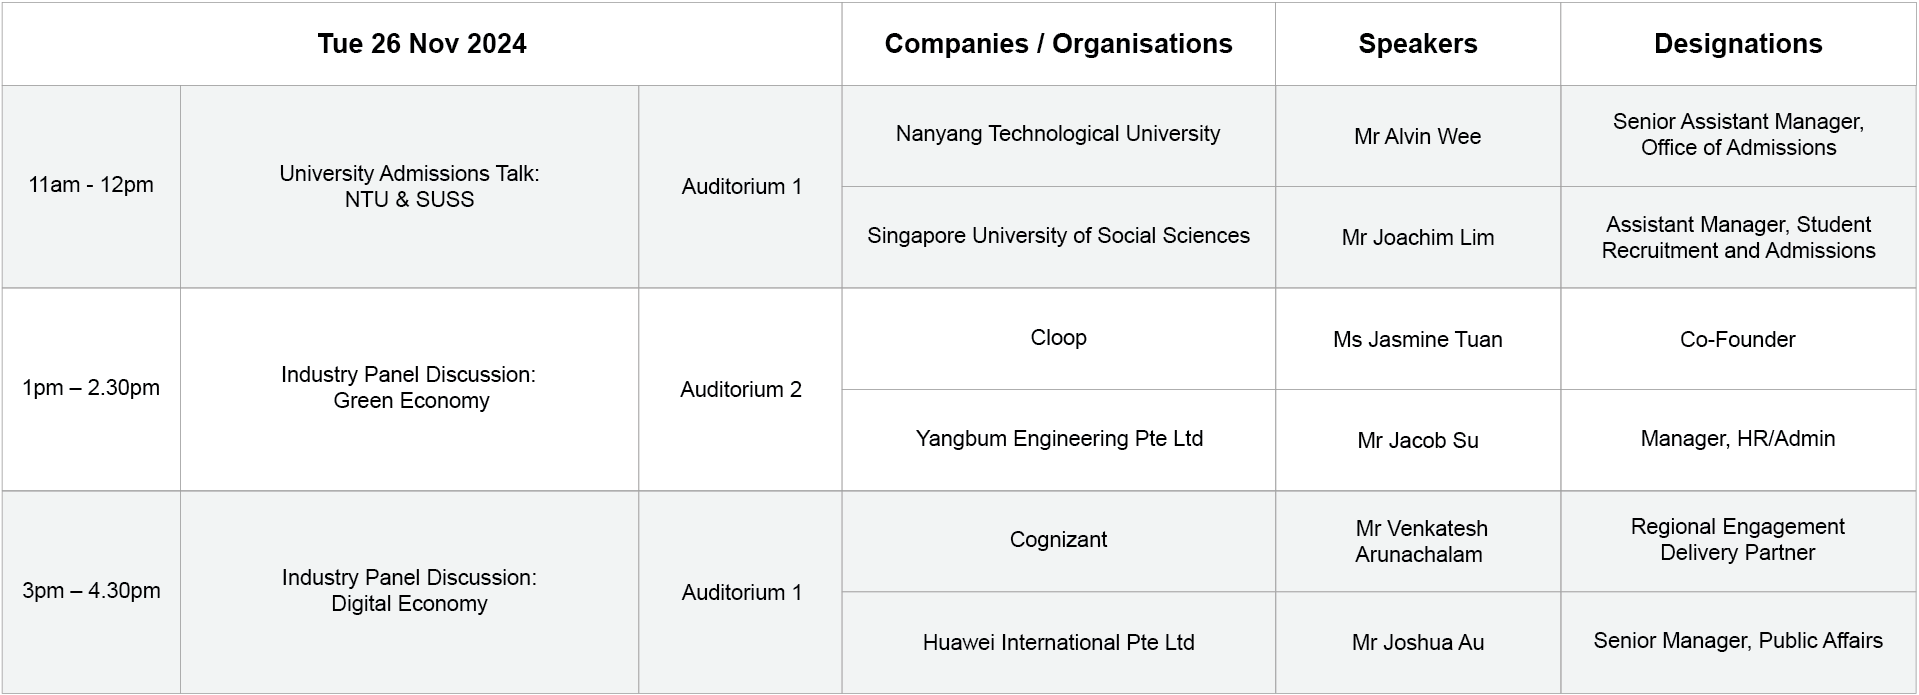 Tue 26 Nov 2024
Companies / Organisations
Speakers
Designations
11am - 12pm
University Admissions Talk:
NTU & SUSS
Auditorium 1
Nanyang Technological University
Mr Alvin Wee
Senior Assistant Manager,
Office of Admissions
Singapore University of Social Sciences
Mr Joachim Lim
Assistant Manager, Student
Recruitment and Admissions
1pm – 2.30pm
Industry Panel Discussion:
Green Economy
Auditorium 2
Cloop
Ms Jasmine Tuan
Co-Founder
Yangbum Engineering Pte Ltd
Mr Jacob Su
Manager, HR/Admin
3pm – 4.30pm
Industry Panel Discussion:
Digital Economy
Auditorium 1
Cognizant
Mr Venkatesh
Arunachalam
Regional Engagement
Delivery Partner
Huawei International Pte Ltd
Mr Joshua Au
Senior Manager, Public Affairs